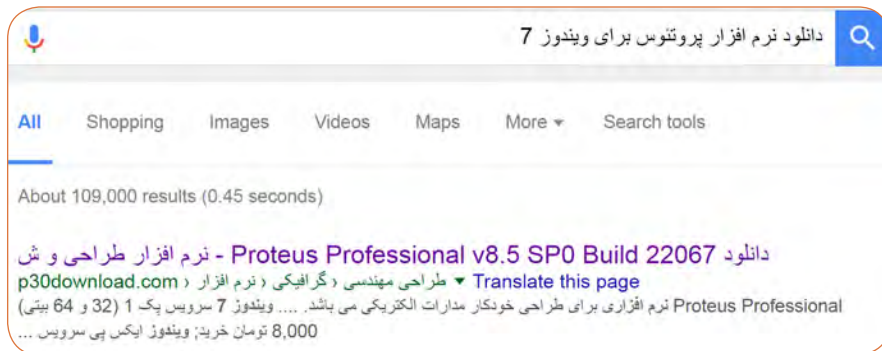 دانلود نرم افزار پروتئوس برای ویندوز 7
All Shopping Images Videos Maps More Search tools
About 109,000 results (0.45 seconds)
دانلود Proteus Professional v8.5 SP0 Build 22067 - نرم افزار طراحی و ش
p30download.com › طراحی مهندسی › گرافیکی › نرم افزار ▼ Translate this page
Proteus Professional نرم افزاری برای طراحی خودکار مدارات الکتریکی می باشد. .... ویندوز 7 سرویس پک 1 (32 و 64 بیتی)
8,000 تومان خرید; ویندوز ایکس پی سرویس ...